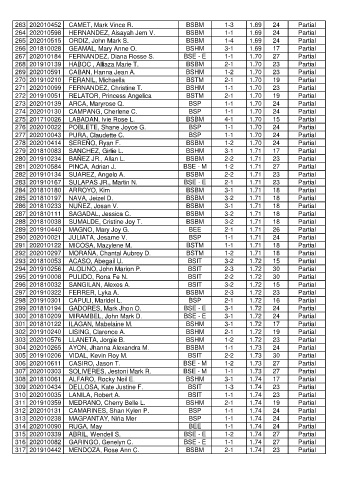 263 202010452 CAMET, Mark Vince R. BSBM 1-3 1.69 24 Partial
264 202010598 HERNANDEZ, Aisayah Jem V. BSBM 1-1 1.69 24 Partial
265 202010515 ORDIZ, John Mark S. BSBM 1-4 1.69 24 Partial
266 201810028 GEAMAL, Mary Anne O. BSHM 3-1 1.69 17 Partial
267 202010184 FERNANDEZ, Diana Rosse S. BSE - E 1-1 1.70 27 Partial
268 201910139 HABOC, Alliaza Marie T. BSBM 2-1 1.70 23 Partial
269 202010591 CABAN, Hanna Jean A. BSHM 1-2 1.70 23 Partial
270 201910210 FERANIL, Michaella BSTM 2-1 1.70 19 Partial
271 202010099 FERNANDEZ, Christine T. BSHM 1-1 1.70 23 Partial
272 201910051 RELATOR, Princess Angelica BSTM 2-1 1.70 19 Partial
273 202010139 ARCA, Maryrose Q. BSP 1-1 1.70 24 Partial
274 202010130 CAMPANG, Cherlene C. BSP 1-1 1.70 24 Partial
275 201710026 LABADAN, Ivie Rose L. BSBM 4-1 1.70 15 Partial
276 202010022 POBLETE, Shane Joyce G. BSP 1-1 1.70 24 Partial
277 202010043 PURA, Claudette C. BSP 1-1 1.70 24 Partial
278 202010414 SERENO, Ryan F. BSBM 1-2 1.70 24 Partial
279 201810083 SANCHEZ, Girlie L. BSHM 3-1 1.71 17 Partial
280 201910234 BAÑEZ JR., Allan L. BSBM 2-2 1.71 23 Partial
281 202010584 PINCA, Adrian J. BSE - M 1-2 1.71 27 Partial
282 201910134 SUAREZ, Angelo A. BSBM 2-2 1.71 23 Partial
283 201910167 SULAPAS JR., Martin N. BSE - E 2-1 1.71 23 Partial
284 201810180 ARROYO, Kim BSBM 3-1 1.71 18 Partial
285 201810197 NAVA, Jezel D. BSBM 3-2 1.71 18 Partial
286 201810233 NUÑEZ, Jesah V. BSBM 3-1 1.71 18 Partial
287 201810111 SAGADAL, Jessica C. BSBM 3-2 1.71 18 Partial
288 201810039 SUMALDE, Cristine Joy T. BSBM 3-2 1.71 18 Partial
289 201910440 MAGNO, Mary Joy G. BEE 2-1 1.71 26 Partial
290 202010021 JULIATA, Jesamo V. BSP 1-1 1.71 24 Partial
291 202010122 MICOSA, Mazylene M. BSTM 1-1 1.71 18 Partial
292 202010297 MORAÑA, Chantal Aubrey D. BSTM 1-2 1.71 18 Partial
293 201810053 ACASO, Abegail U. BSIT 3-2 1.72 15 Partial
294 201910256 ALOLINO, John Marion P. BSIT 2-3 1.72 30 Partial
295 201910006 PULIDO, Rona Fe N. BSIT 2-2 1.72 30 Partial
296 201810032 SANGILAN, Alexes A. BSIT 3-2 1.72 15 Partial
297 201910322 FERRER, Lyka A. BSBM 2-3 1.72 23 Partial
298 201910301 CAPULI, Maridel L. BSP 2-1 1.72 16 Partial
299 201810194 GADORES, Mark Jhon O. BSE - E 3-1 1.72 24 Partial
300 201810209 MIRAMBEL, John Mark D. BSE - E 3-1 1.72 24 Partial
301 201810122 ILAGAN, Mabelaine M. BSHM 3-1 1.72 17 Partial
302 201910240 LISING, Clarence A. BSHM 2-1 1.72 19 Partial
303 202010576 LLANETA, Jorgie B. BSHM 1-2 1.72 23 Partial
304 202010265 AYON, Jhanna Alexandra M. BSBM 1-1 1.73 24 Partial
305 201910206 VIDAL, Kevin Roy M. BSIT 2-2 1.73 30 Partial
306 202010611 CASIRO, Jason T. BSE - M 1-2 1.73 27 Partial
307 202010303 SOLIVERES, Jestoni Mark R. BSE - M 1-1 1.73 27 Partial
308 201810061 ALFARO, Rocky Neil E. BSHM 3-1 1.74 17 Partial
309 202010434 DELLOSA, Kate Justine F. BSIT 1-3 1.74 23 Partial
310 202010035 LANILA, Robert A. BSIT 1-1 1.74 23 Partial
311 201910359 MEDRANO, Cherry Belle L. BSHM 2-1 1.74 19 Partial
312 202010131 CAMARINES, Shan Kylen P. BSP 1-1 1.74 24 Partial
313 202010238 MAGPANTAY, Niña Mer BSP 1-1 1.74 24 Partial
314 202010090 RUGA, May BEE 1-1 1.74 24 Partial
315 202010339 ABRIL, Wendell S. BSE - E 1-2 1.74 27 Partial
316 202010082 GARINGO, Genelyn C. BSE - E 1-1 1.74 27 Partial
317 201910442 MENDOZA, Rose Ann C. BSBM 2-1 1.74 23 Partial